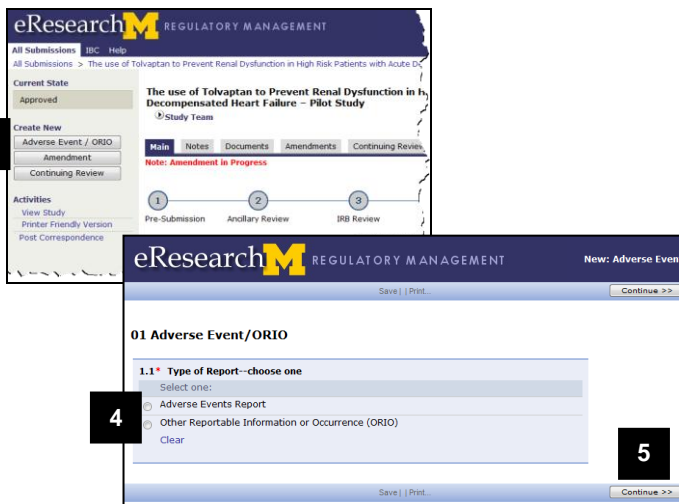 eResearchM REGULATORY MANAGEMENT
All Submissions IBC Help
All Submissions > The use of Tolvaptan to Prevent Renal Dysfunction in High Risk Patients with Acute
Current State
Approved
The use of Tolvaptan to Prevent Renal Dysfunction in
Decompensated Heart Failure – Pilot Study
Study Team
Create New
Adverse Event / ORIO
Amendment
Continuing Review
Main Notes Documents Amendments Continuing Review
Note: Amendment in Progress
1 2 3
Pre-Submission Ancillary Review IRB Review
Activities
View Study
Printer Friendly Version
Post Correspondence
eResearchM REGULATORY MANAGEMENT New: Adverse Even
Save | | Print... Continue >>
01 Adverse Event/ORIO
1.1* Type of Report--choose one
Select one:
Adverse Events Report
4
Other Reportable Information or Occurrence (ORIO)
Clear
5
Save | | Print... Continue >>